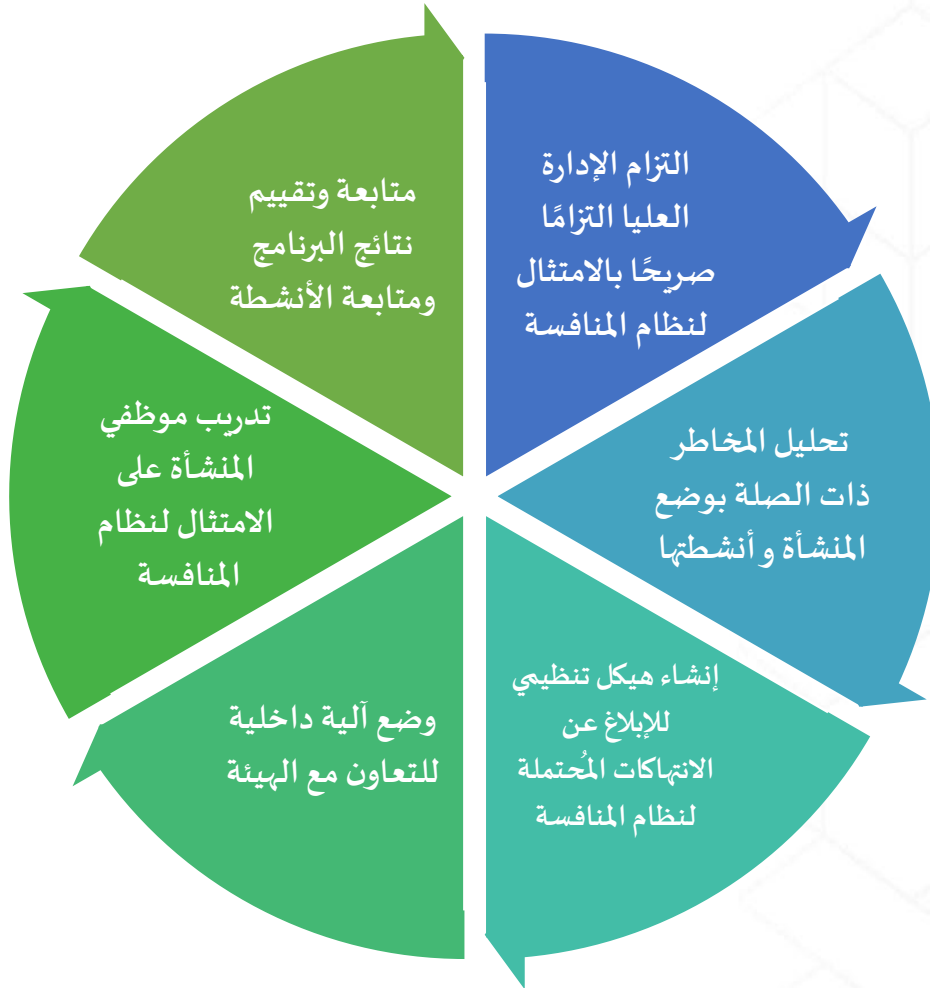 التزام الإدارة
العليا التزامًا
صريحًا بالامتثال
لنظام المنافسة
تحليل المخاطر
ذات الصلة بوضع
المنشأة وأنشطتها
إنشاء هيكل تنظيمي
للإبلاغ عن
الانتهاكات المُحتملة
لنظام المنافسة
وضع آلية داخلية
للتعاون مع الهيئة
تدريب موظفي
المنشأة على
الامتثال لنظام
المنافسة
متابعة وتقييم
نتائج البرنامج
ومتابعة الأنشطة